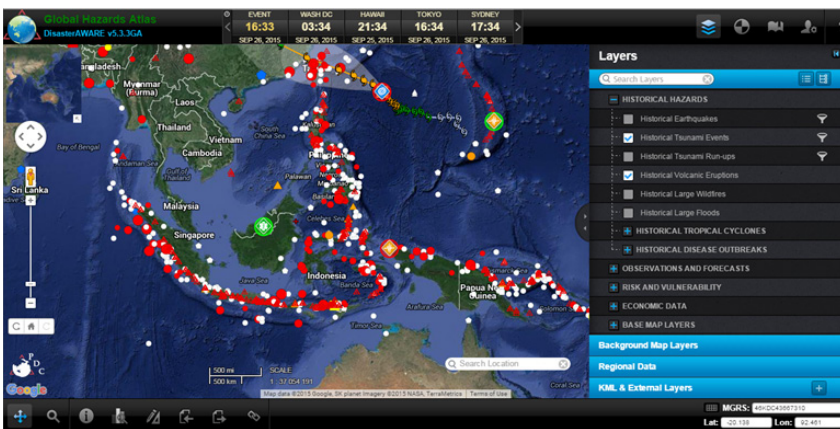 Global Hazards Atlas
DisasterAWARE v5.3.3GA
EVENT
16:33
SEP 26, 2015
WASH DC
03:34
SEP 26, 2015
HAWAII
21:34
SEP 25, 2015
TOKYO
16:34
SEP 26, 2015
SYDNEY
17:34
SEP 26, 2015
Layers
Search Layers
HISTORICAL HAZARDS
Historical Earthquakes
Historical Tsunami Events
Historical Tsunami Run-ups
Historical Volcanic Eruptions
Historical Large Wildfires
Historical Large Floods
HISTORICAL TROPICAL CYCLONES
HISTORICAL DISEASE OUTBREAKS
OBSERVATIONS AND FORECASTS
RISK AND VULNERABILITY
ECONOMIC DATA
BASE MAP LAYERS
Background Map Layers
Regional Data
KML & External Layers
Myanmar
(Burma)
Laos
Thailand
Vietnam
Cambodia
South
China Sea
Bay of Bengal
Andaman Sea
Gulf of
Thailand
Palawan
Sri Lanka
Malaysia
Celebes Sea
Singapore
Indonesia
Java Sea
Banda Sea
Papua New
Guinea
Arafura Sea
Timor Sea
Coral Sea
P
D
C
Google
500 mi
500 km
SCALE
1 : 37 054 191
Search Location
Map data ©2015 Google, SK planet Imagery ©2015 NASA, TerraMetrics
Terms of Use
MGRS: 46KDC43667310
Lat: -20.138
Lon: 92.461